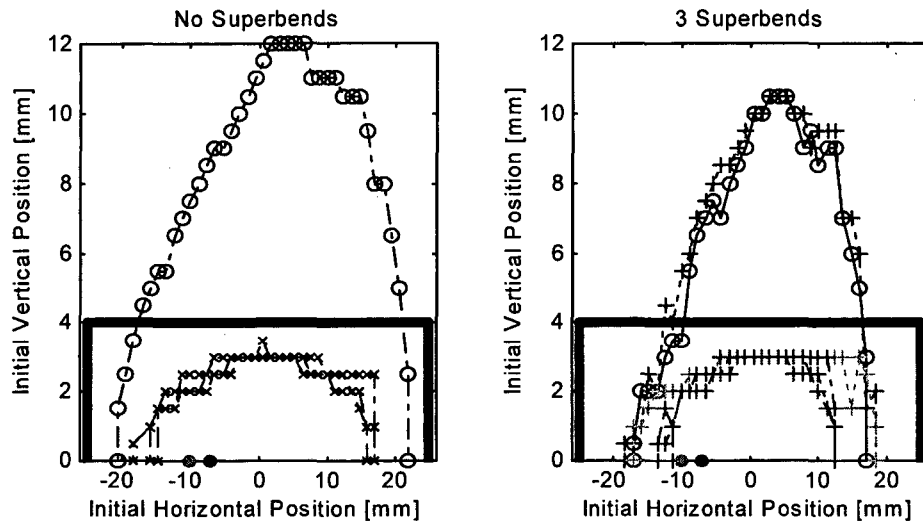 No Superbends
12
10
8
6
4
2
0
-20 -10 0 10 20
Initial Horizontal Position [mm]
Initial Vertical Position [mm]
3 Superbends
12
10
8
6
4
2
0
-20 -10 0 10 20
Initial Horizontal Position [mm]
Initial Vertical Position [mm]